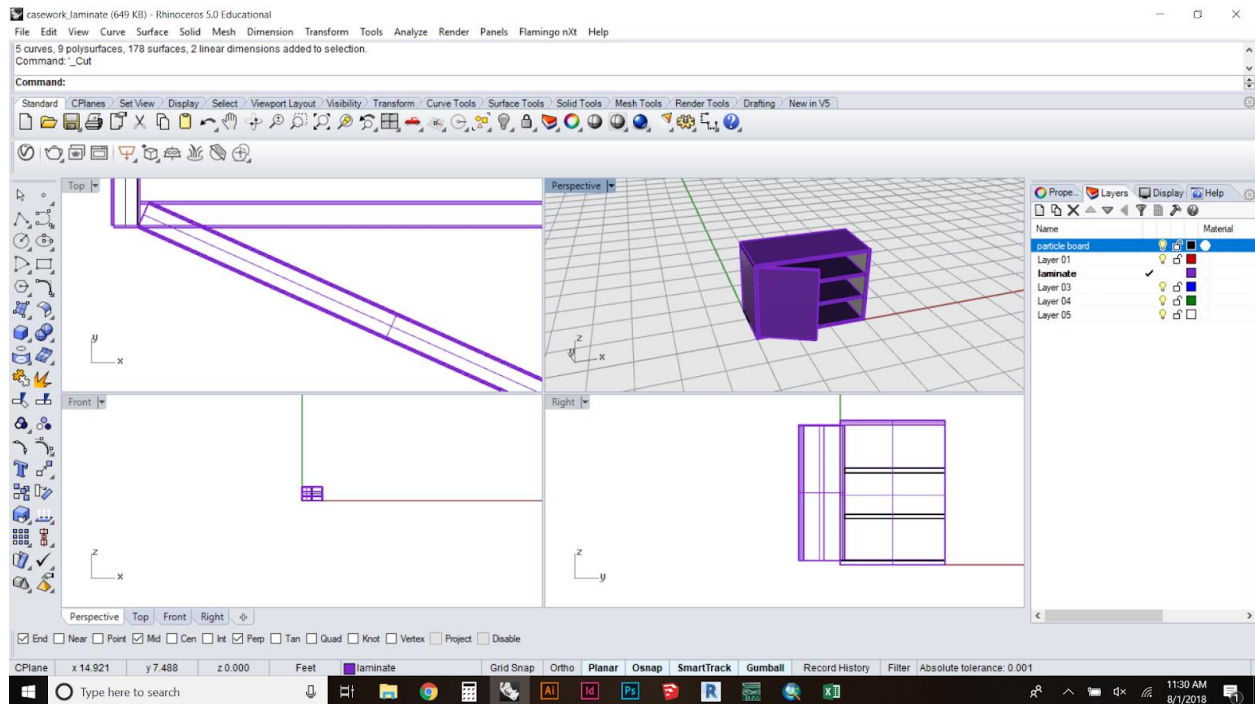 casework_laminate (649 KB) - Rhinoceros 5.0 Educational
File Edit View Curve Surface Solid Mesh Dimension Transform Tools Analyze Render Panels Flamingo nXt Help
5 curves, 9 polysurfaces, 178 surfaces, 2 linear dimensions added to selection.
Command: '_Cut
Command:
Standard CPlanes Set View Display Select Viewport Layout Visibility Transform Curve Tools Surface Tools Solid Tools Mesh Tools Render Tools Drafting New in V5
Top
Perspective
y
x
z
y
x
Front
Right
z
x
z
y
Prope... Layers Display Help
Name Material
particle board
Layer 01
laminate
Layer 03
Layer 04
Layer 05
Perspective Top Front Right
End Near Point Mid Cen Int Perp Tan Quad Knot Vertex Project Disable
CPlane x 14.921 y 7.488 z 0.000 Feet laminate Grid Snap Ortho Planar Osnap SmartTrack Gumball Record History Filter Absolute tolerance: 0.001
Type here to search
Ai Id Ps R
11:30 AM
8/1/2018